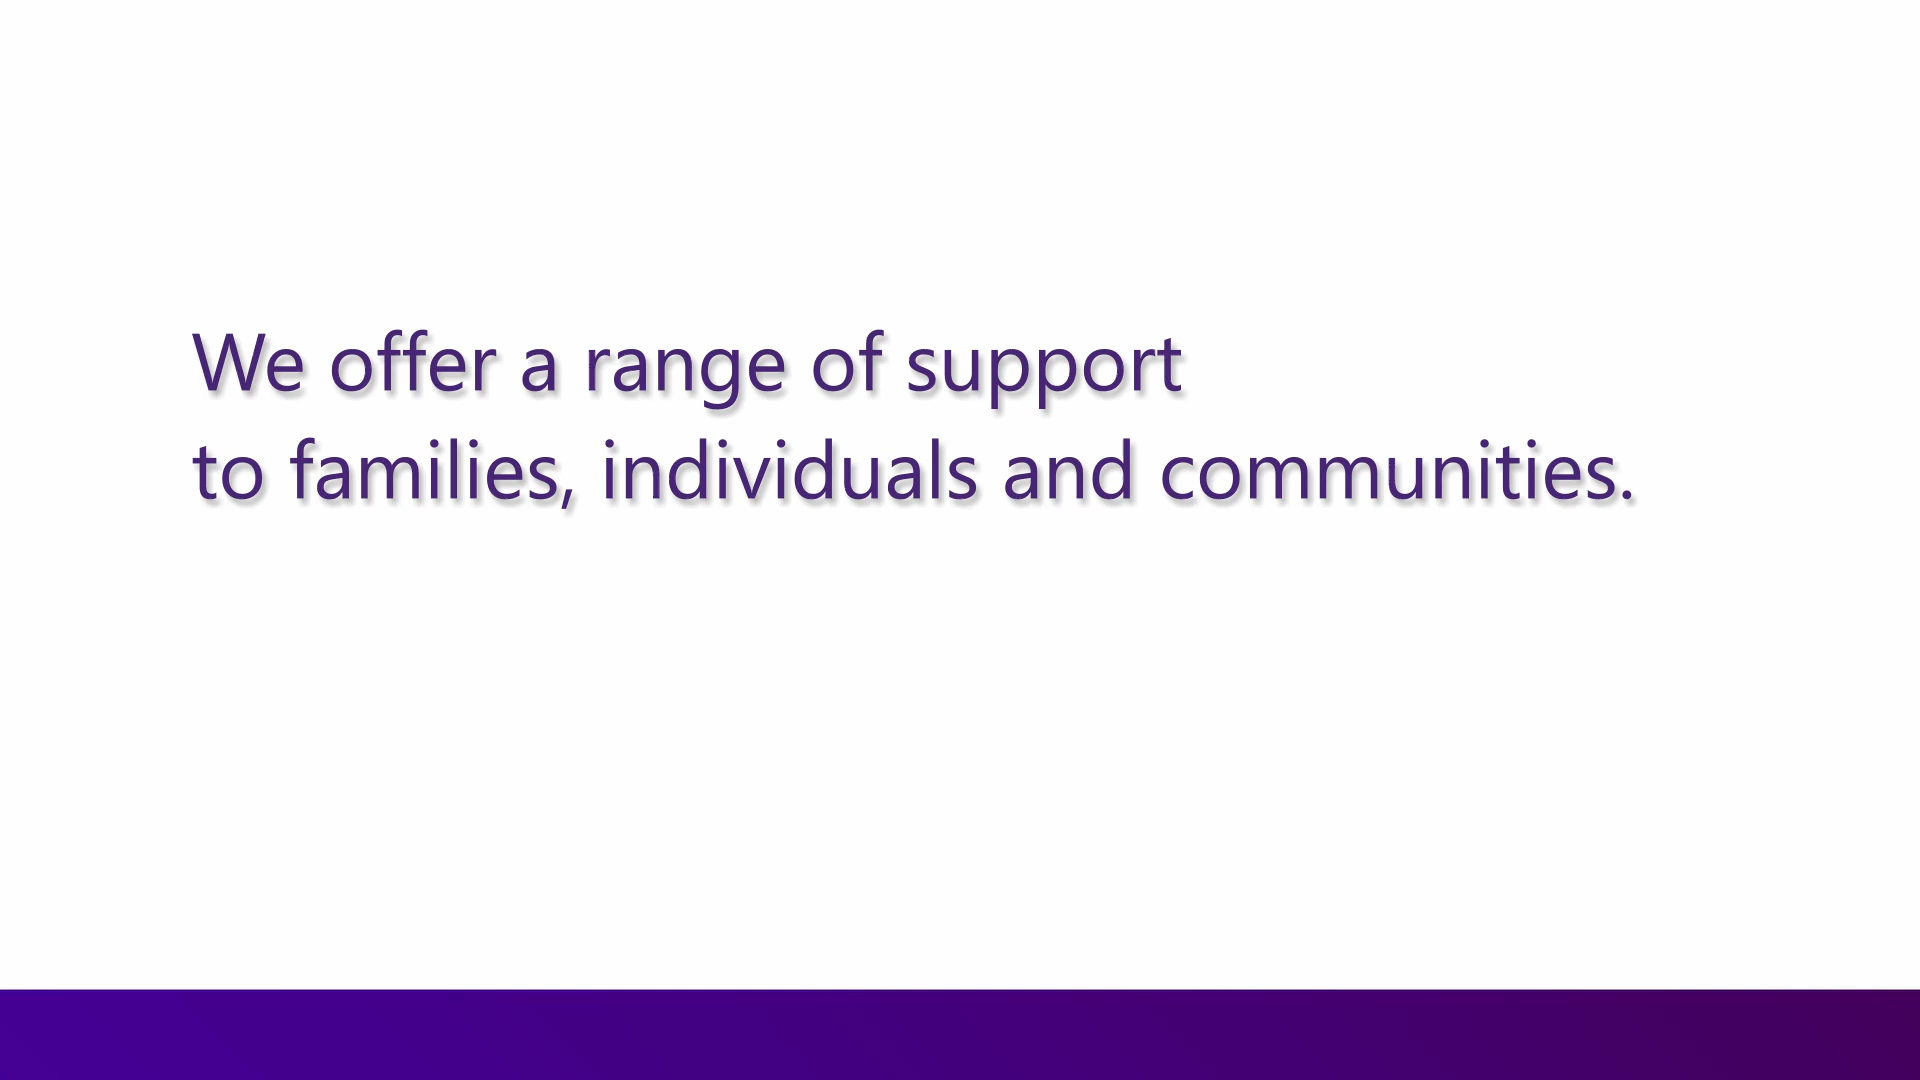 We offer a range of support
to families, individuals and communities.